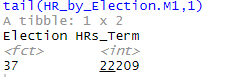 tail(HR_by_Election.M1,1)
A tibble: 1 x 2
Election HRs_Term
<fct> <int>
37 22209